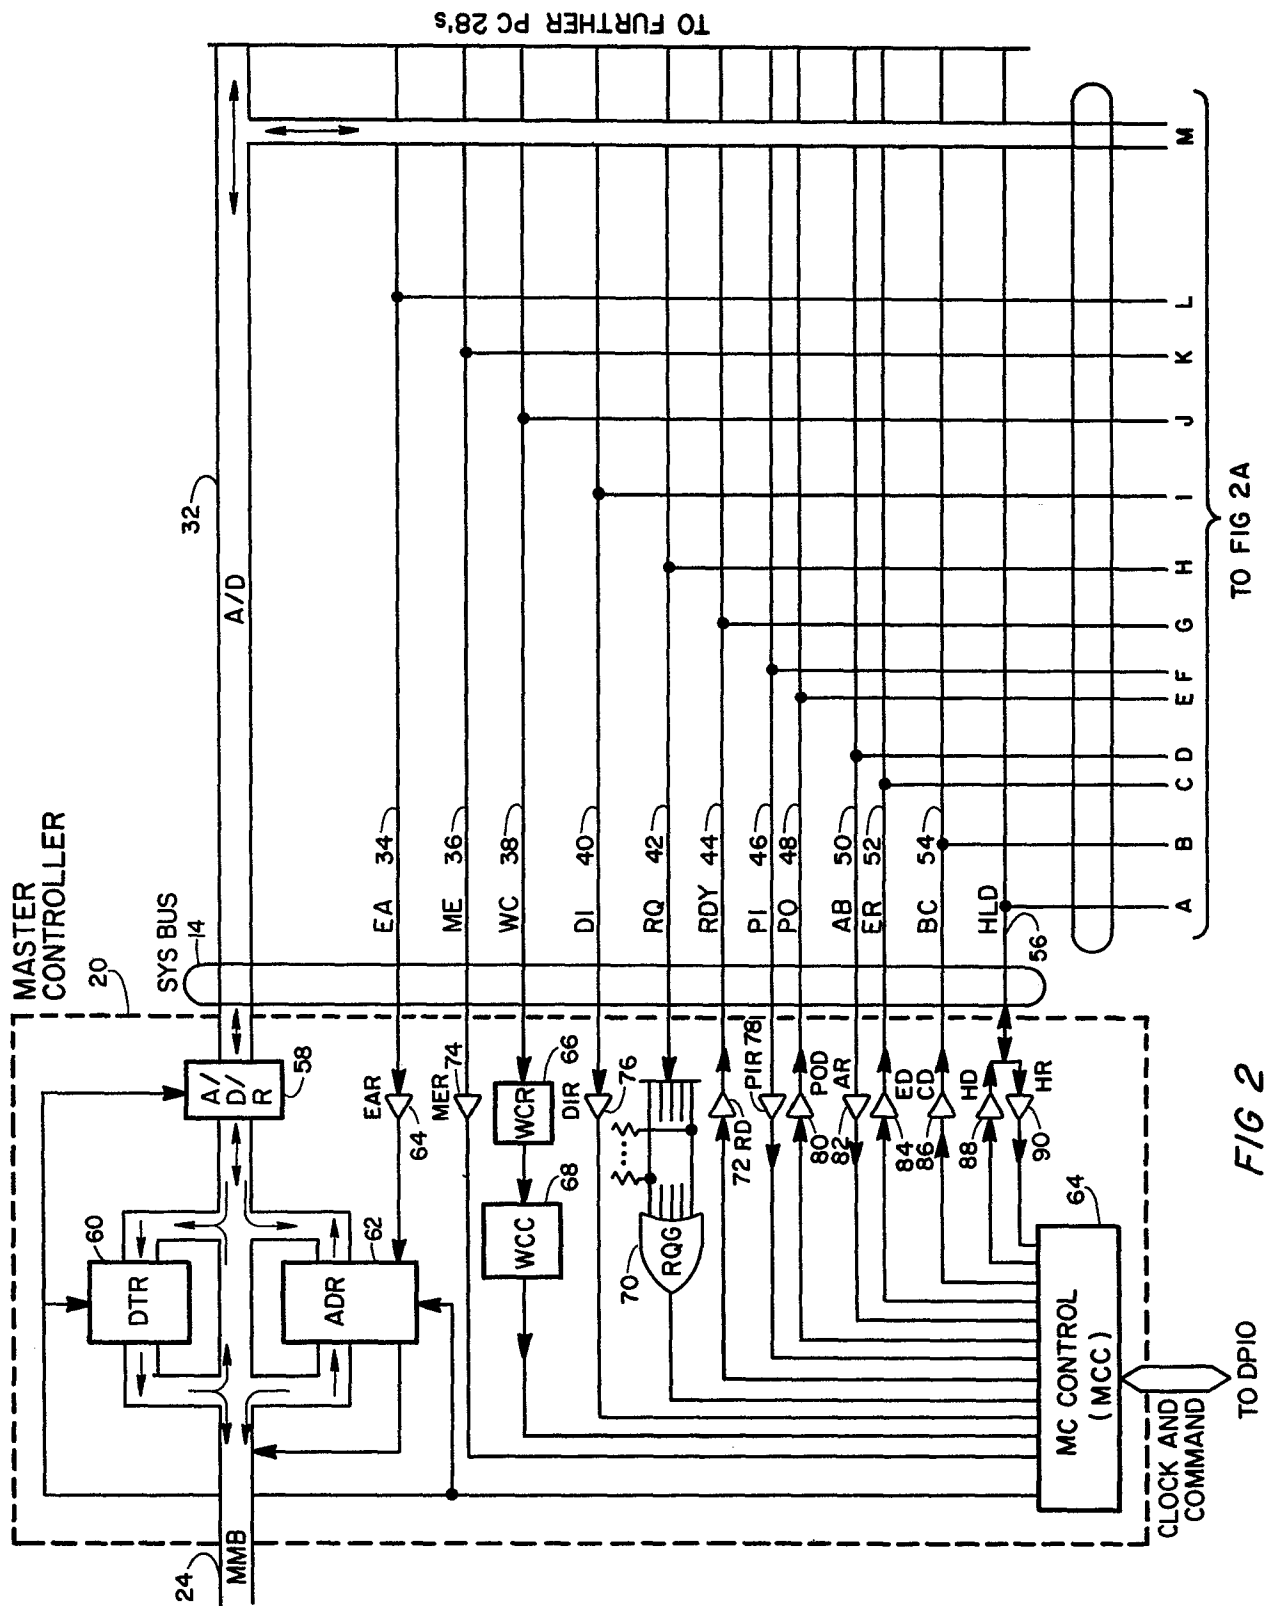 MASTER
CONTROLLER
20
SYS BUS
14
24
MMB
60
DTR
ADR
62
A/
D/
R
58
A/D
32
TO FURTHER PC 28's
EAR
64
EA
34
MER
74
ME
36
WCC
68
WCR
66
WC
38
DIR
76
DI
40
RQG
70
RQ
42
72
RD
RDY
44
PIR
78
PI
46
80
POD
PO
48
82
AR
AB
50
84
ED
ER
52
86
CD
BC
54
88
HD
HLD
56
90
HR
MC CONTROL
(MCC)
64
CLOCK AND
COMMAND
TO DPIO
A B C D E F G H I J K L M
TO FIG 2A
FIG 2